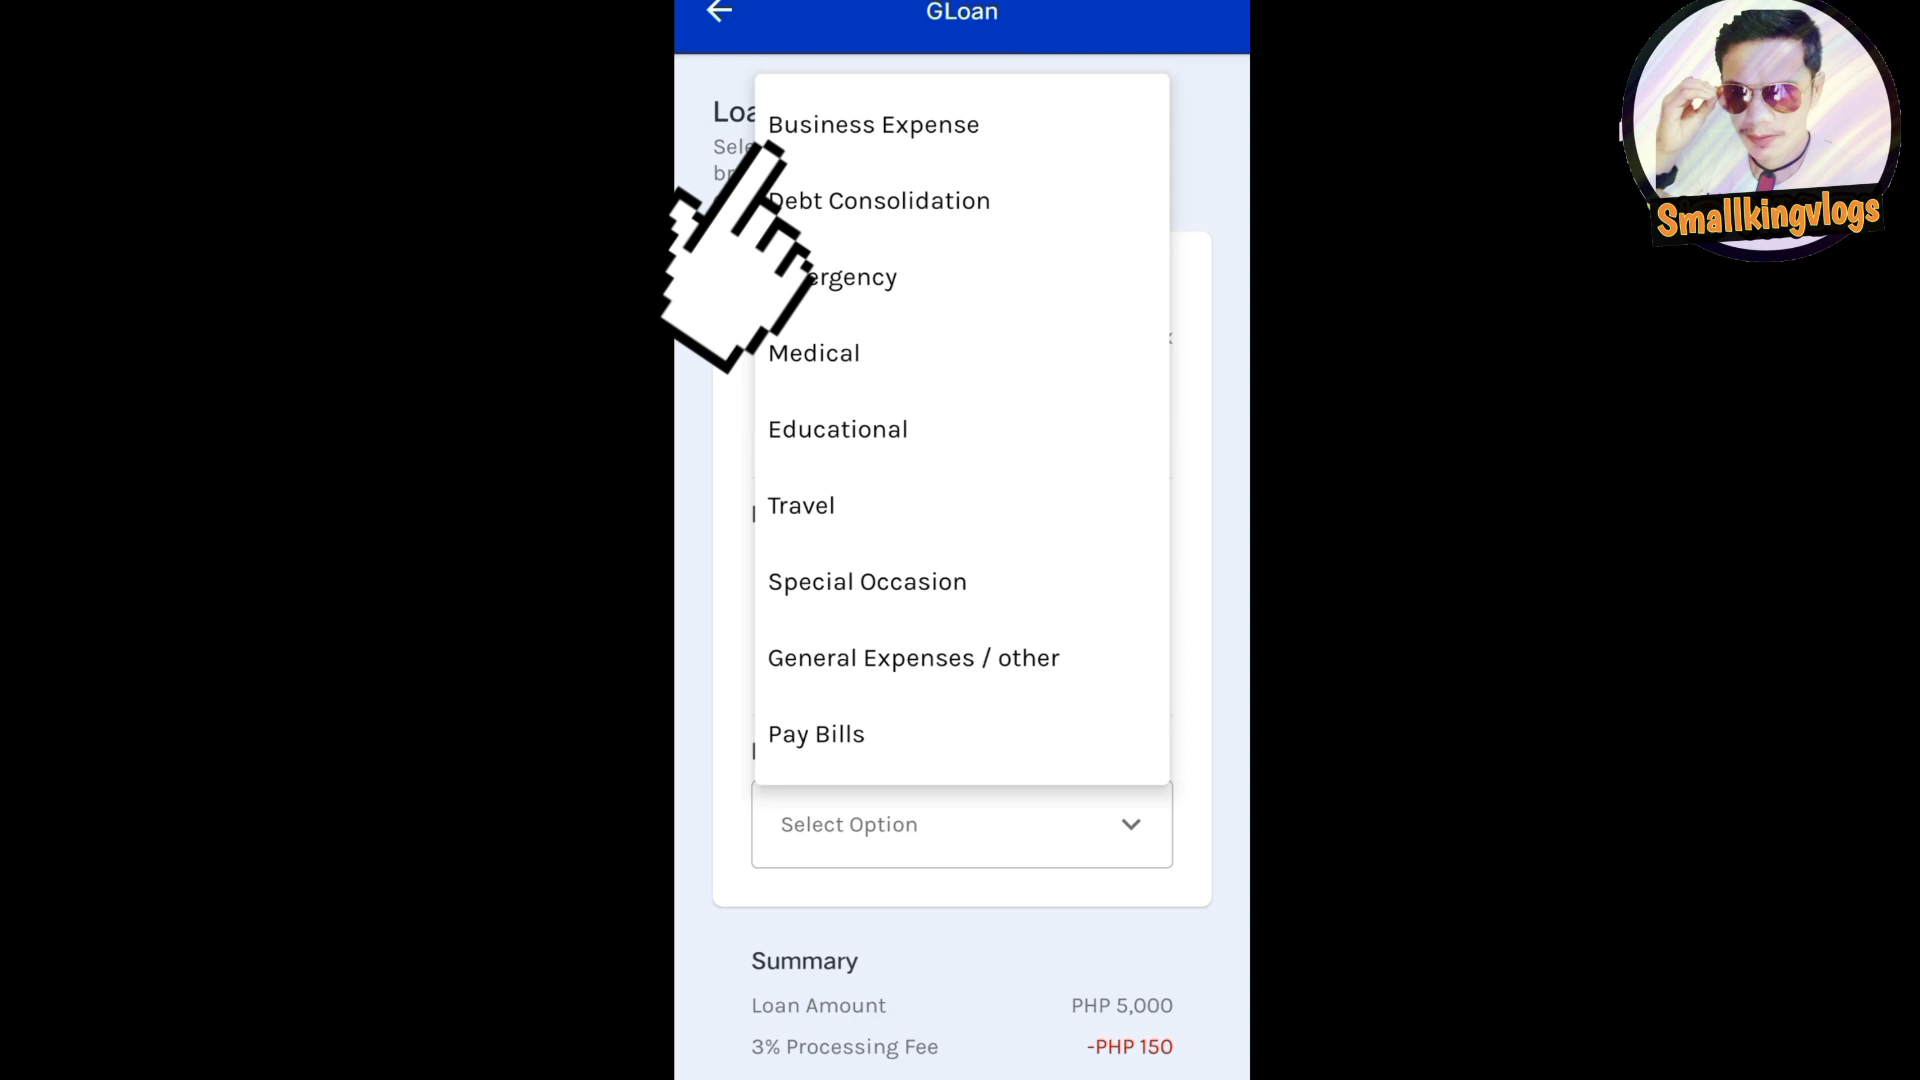 GLoan
Business Expense
Debt Consolidation
Medical
Educational
Travel
Special Occasion
General Expenses / other
Pay Bills
Select Option
Summary
Loan Amount PHP 5,000
3% Processing Fee -PHP 150
Smallkingvlogs